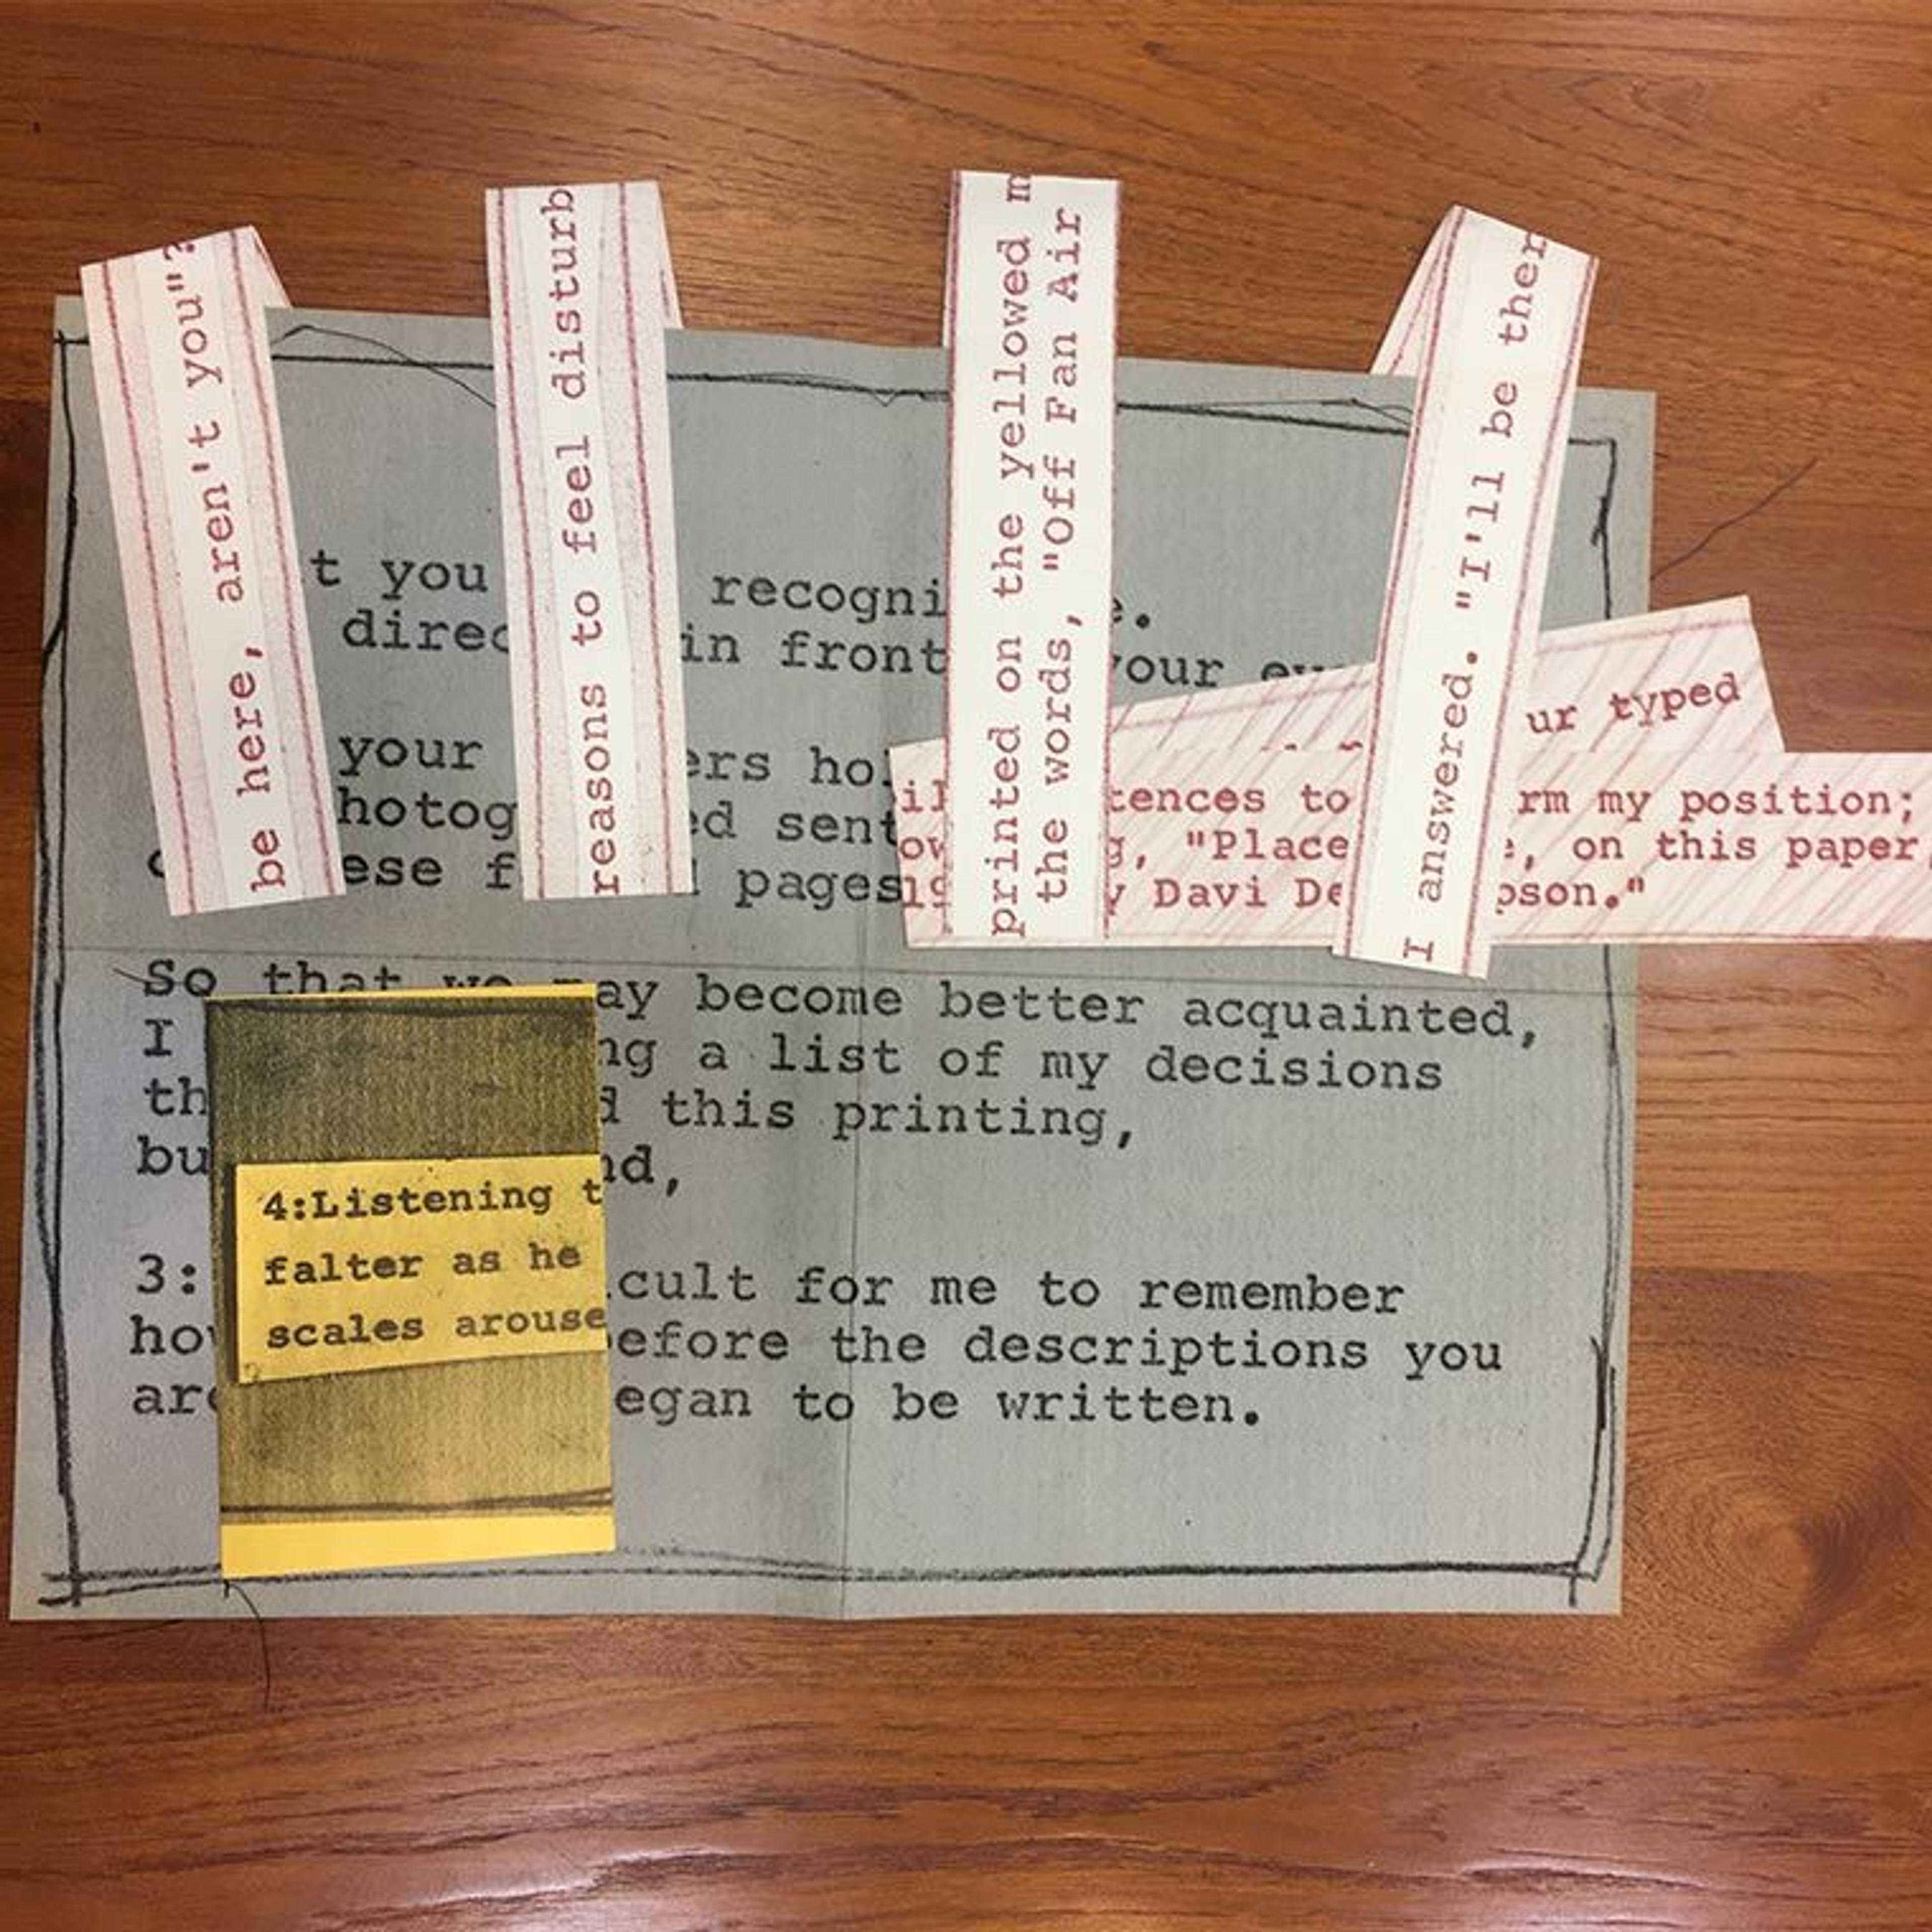 be here, aren't you"?
reasons to feel disturb
printed on the yellowed m
the words, "Off Fan Air
I answered. "I'll be ther
t you recogni e.
direc in front your
your ers ho
hotog ed sent
ese f pages
ur typed
tences to rm my position;
g, "Place , on this paper
Davi De pson."
So that we may become better acquainted,
I ng a list of my decisions
th d this printing,
bu nd,
4:Listening t
falter as he
scales arouse
3: cult for me to remember
ho efore the descriptions you
are egan to be written.